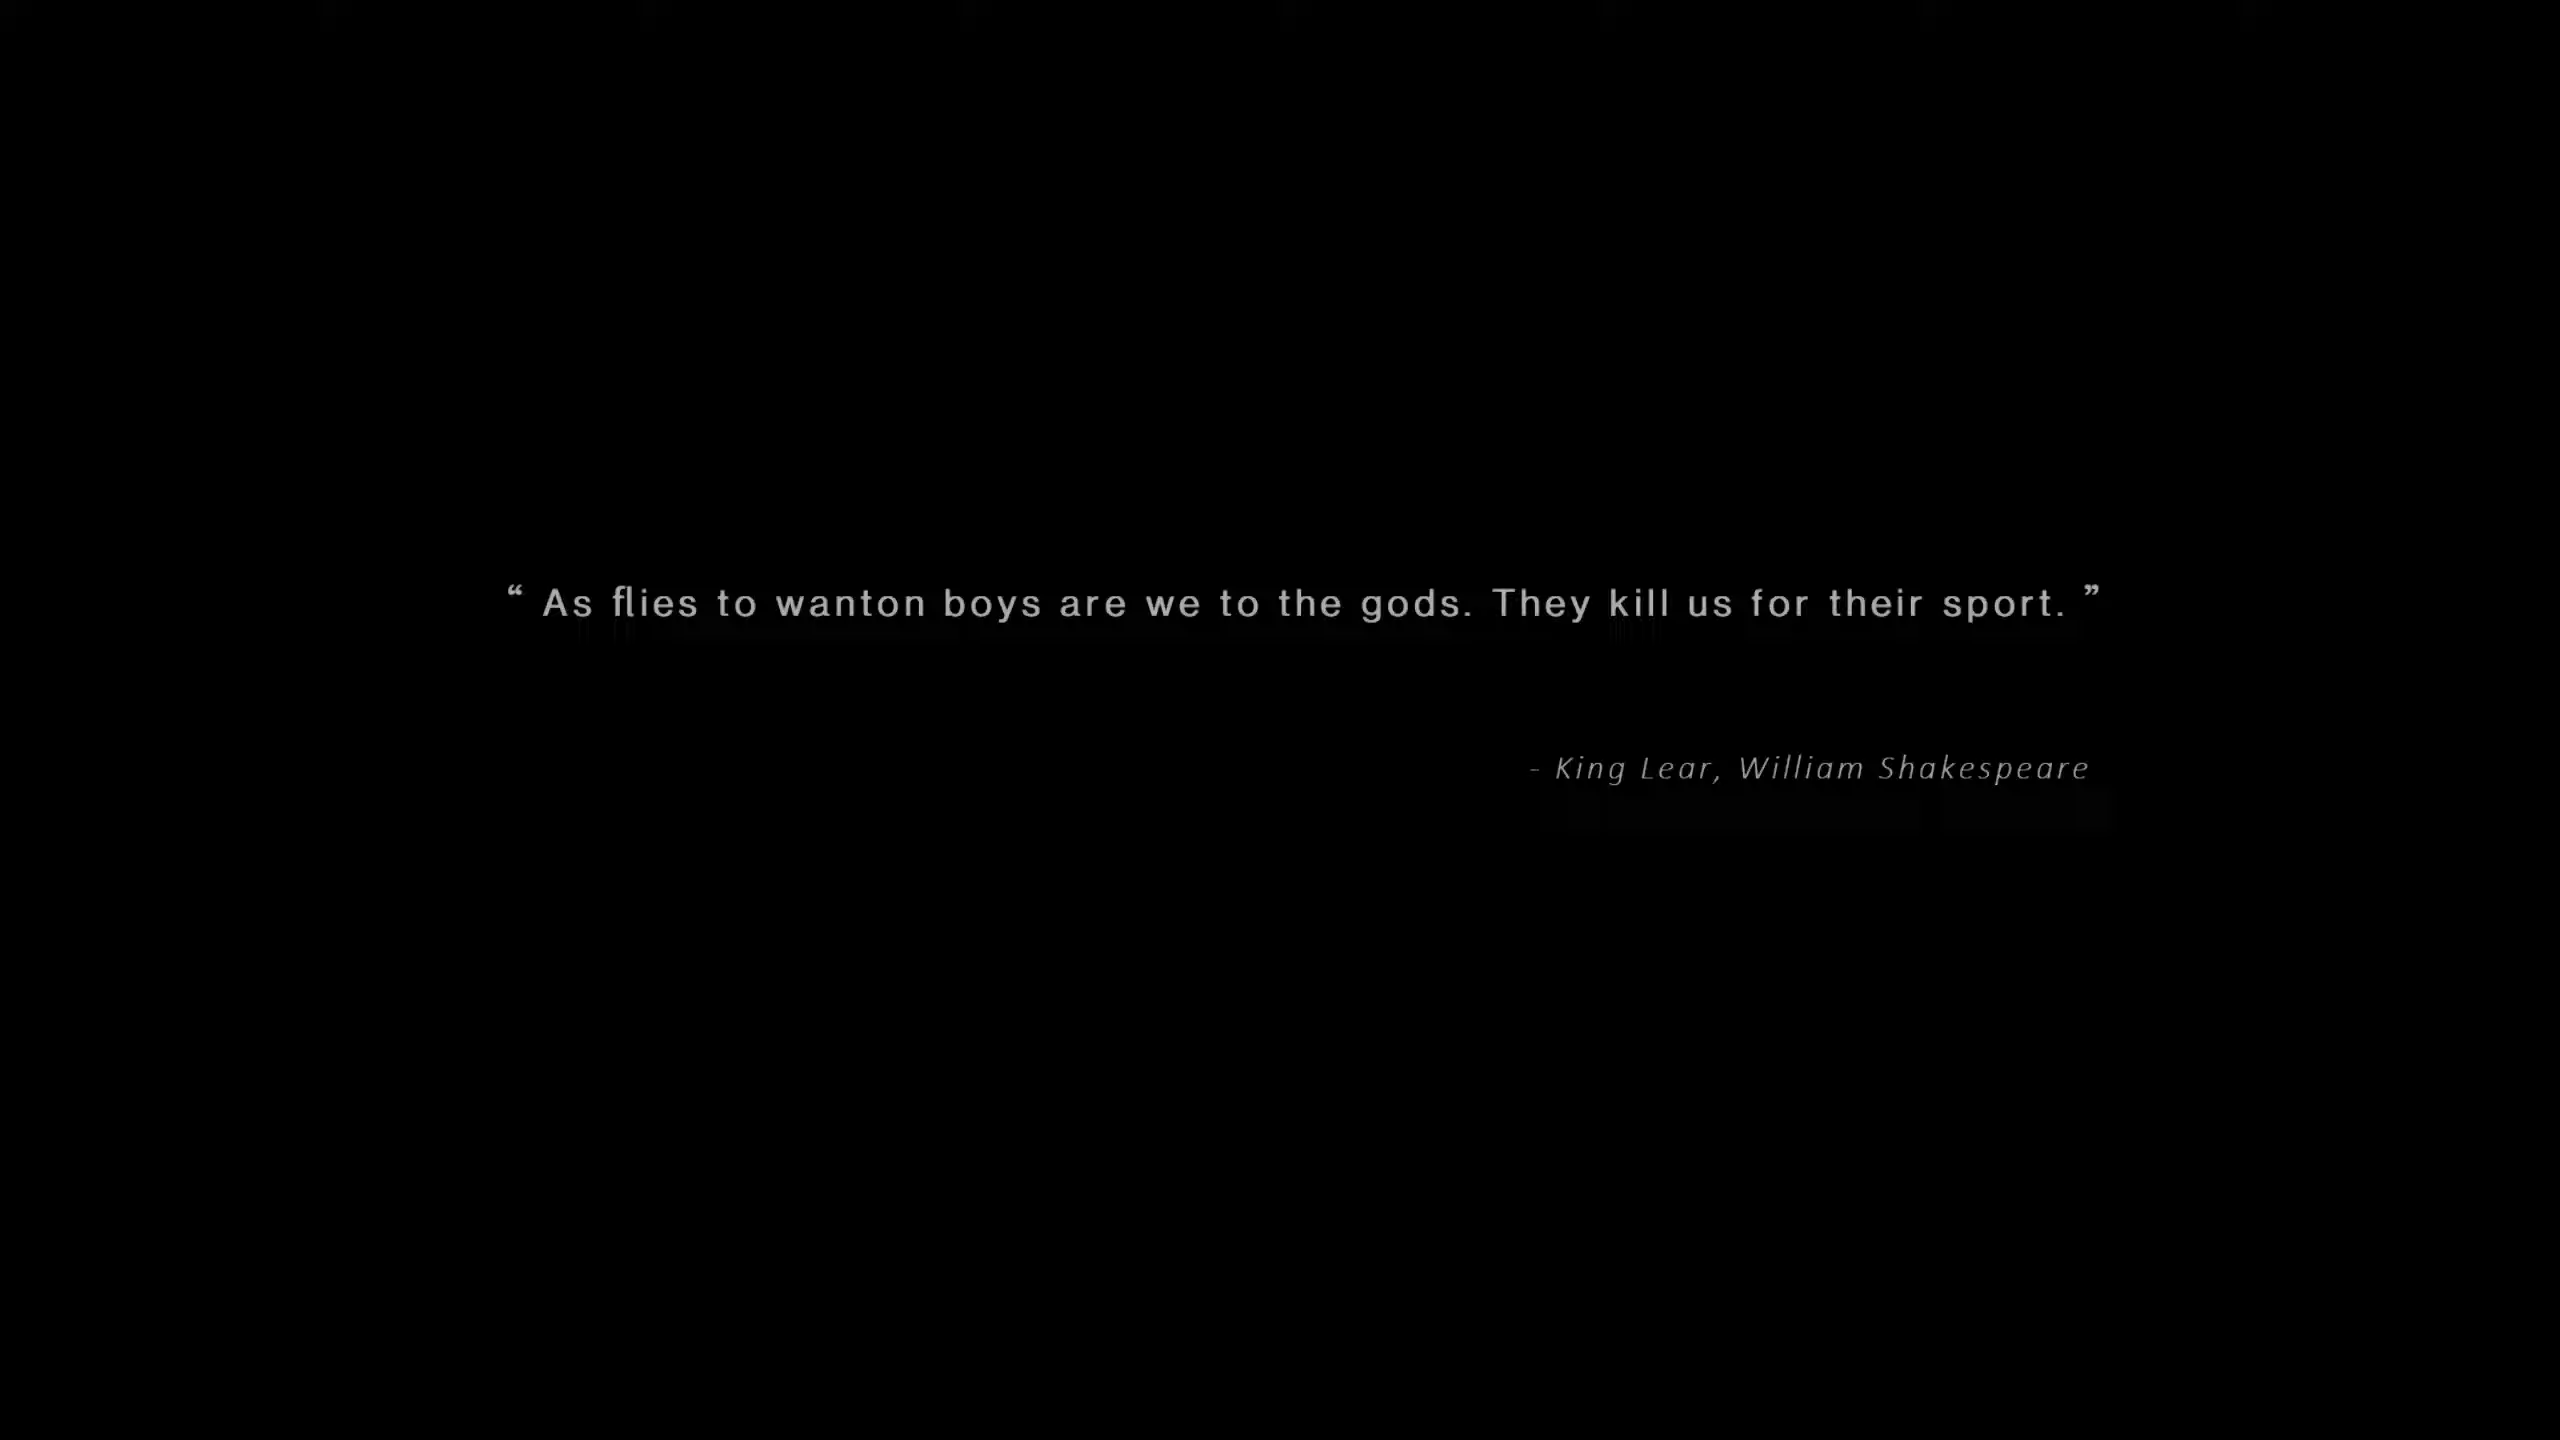 “ As flies to wanton boys are we to the gods. They kill us for their sport. ”
- King Lear, William Shakespeare